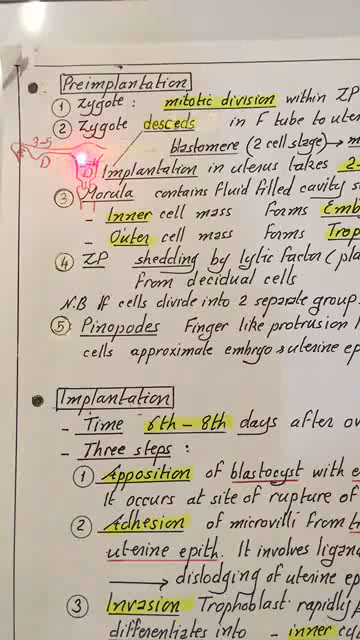 Preimplantation
① Zygote : mitotic division within ZP
② Zygote desceds in F tube to uter
3-5
D
blastomere (2 cell stage) → m
Implantation in uterus takes 2-
③ Morula contains fluid filled cavity s
- Inner cell mass Forms Emb
- Outer cell mass Forms Trop
④ ZP shedding by lytic factor (pla
from decidual cells
N.B If cells divide into 2 separate group
⑤ Pinopodes Finger like protrusion
cells approximate embryo & uterine ep
Implantation
- Time 6th - 8th days after ov
- Three steps :
① Apposition of blastocyst with e
It occurs at site of rupture of
② Adhesion of microvilli from t
uterine epith. It involves ligan
→ dislodging of uterine ep
③ Invasion Trophoblast rapidly p
differentiates into - inner